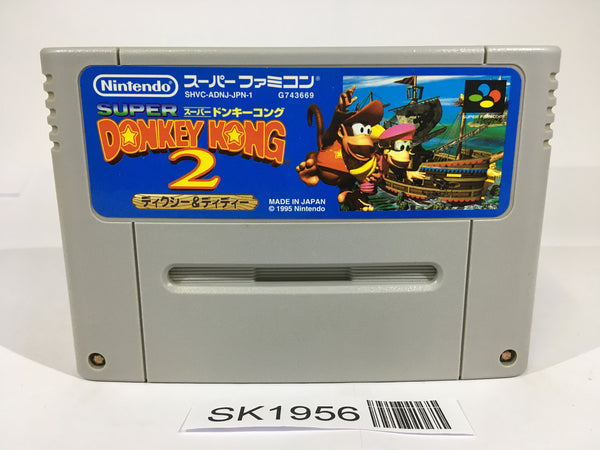 Nintendo スーパーファミコン®
SHVC-ADNJ-JPN-1 G743669
SUPER スーパードンキーコング
DONKEY KONG
2
ディクシー&ディディー
MADE IN JAPAN
© 1995 Nintendo
SUPER FAMICOM
SK1956